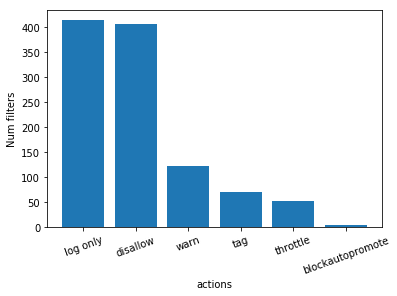 400
350
300
250
200
150
100
50
0
Num filters
log only
disallow
warn
tag
throttle
blockautopromote
actions